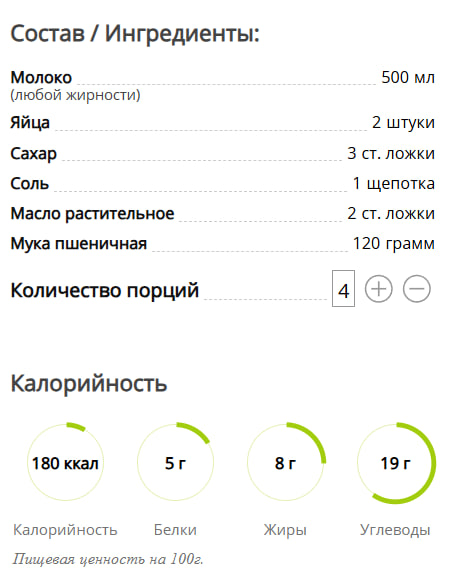 Состав / Ингредиенты:
Молоко 500 мл
(любой жирности)
Яйца 2 штуки
Сахар 3 ст. ложки
Соль 1 щепотка
Масло растительное 2 ст. ложки
Мука пшеничная 120 грамм
Количество порций 4 + −
Калорийность
180 ккал 5 г 8 г 19 г
Калорийность Белки Жиры Углеводы
Пищевая ценность на 100г.